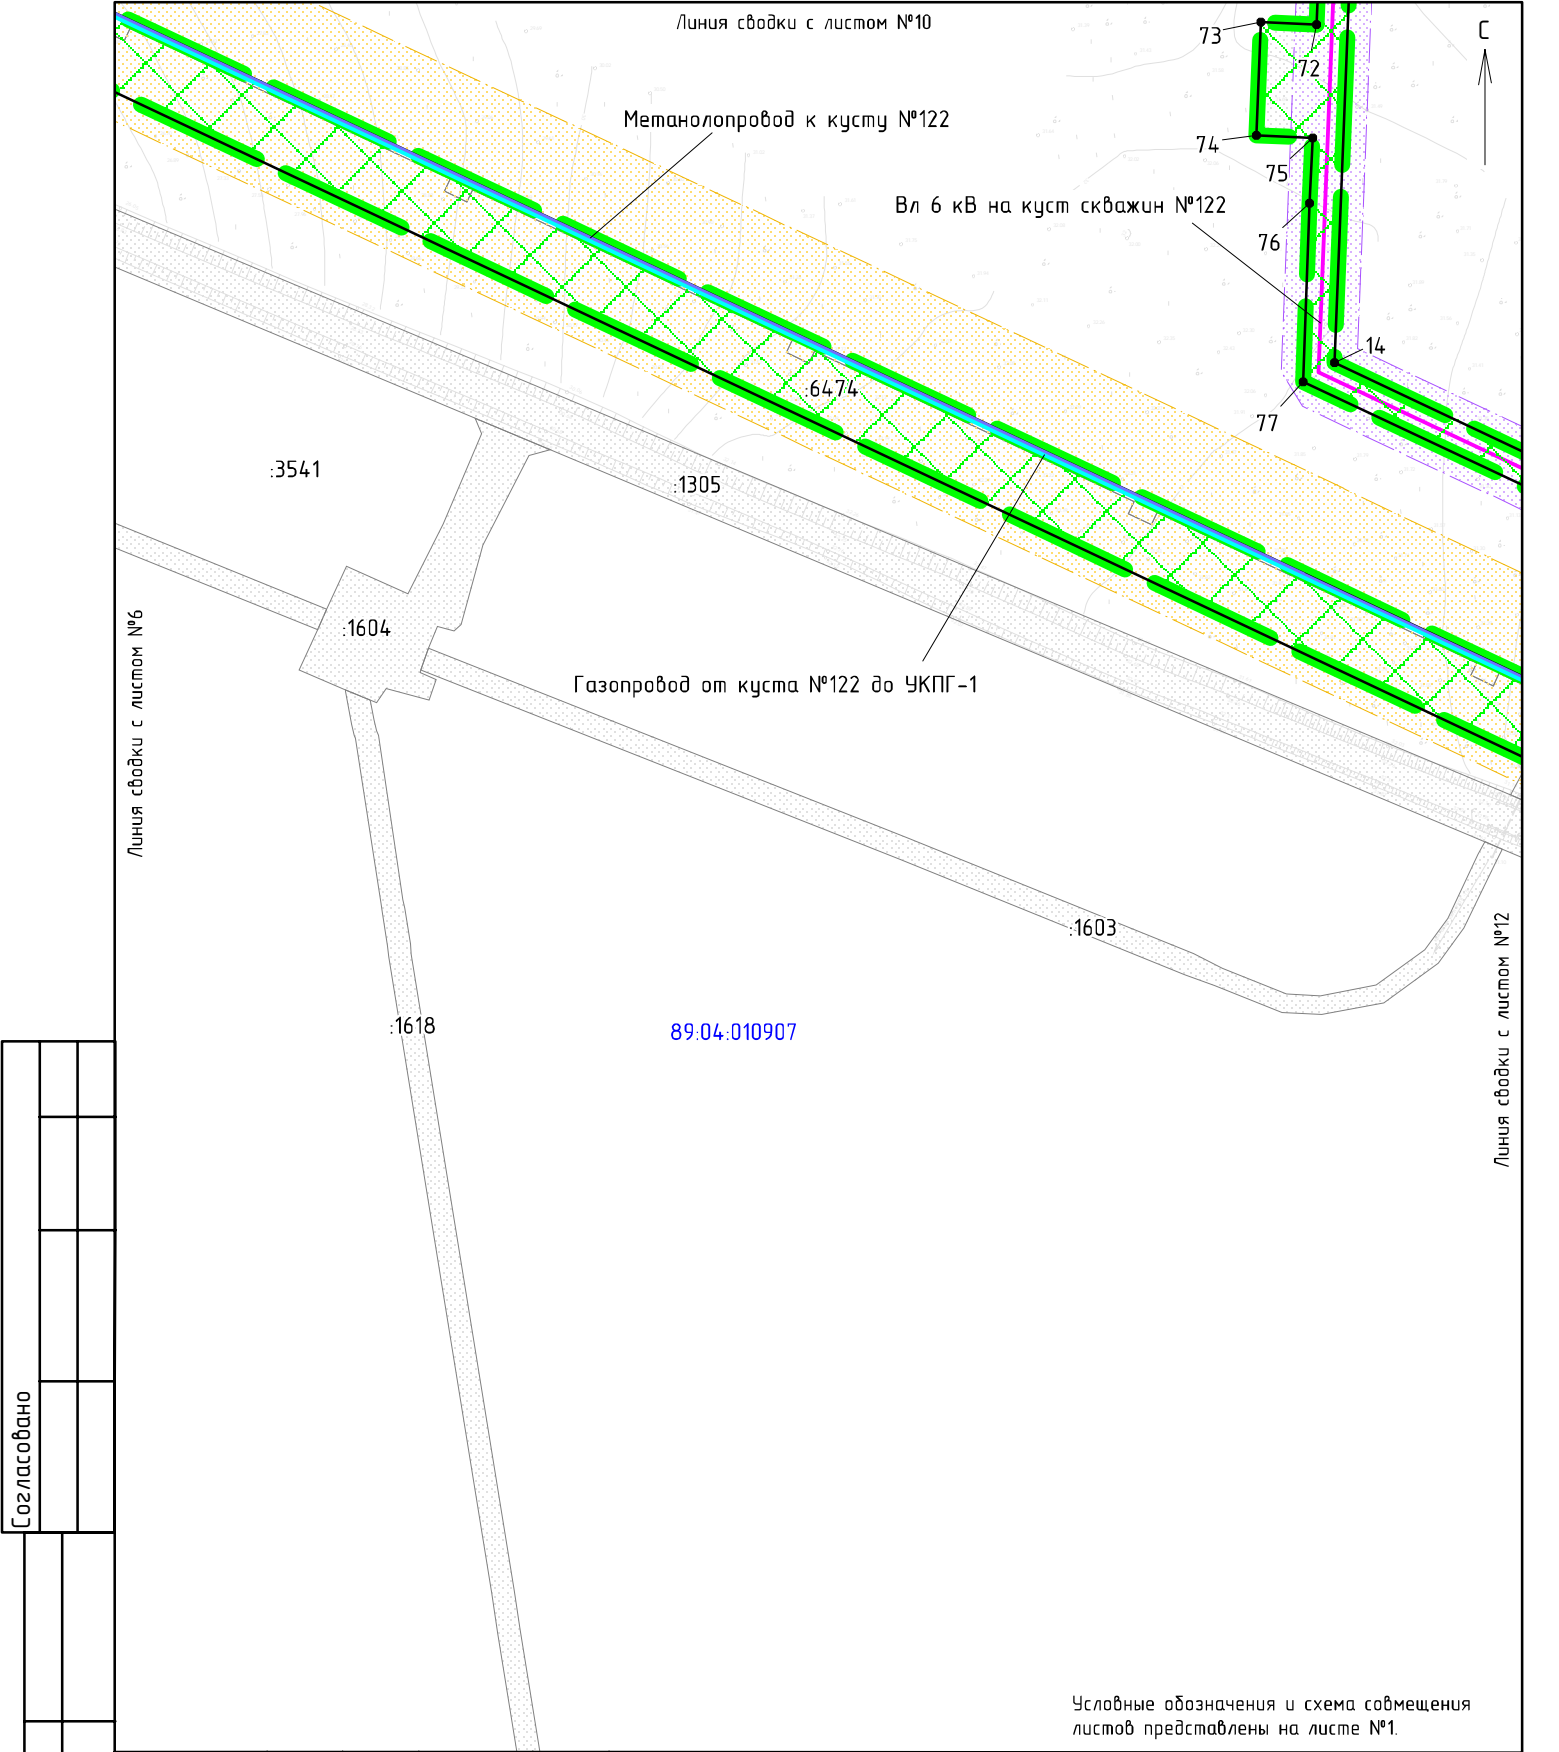 Линия сводки с листом №10
С
73
72
Метанолопровод к кусту №122
74
75
Вл 6 кВ на куст скважин №122
76
14
:6474
77
:3541
:1305
:1604
Линия сводки с листом №6
Газопровод от куста №122 до УКПГ-1
:1603
Линия сводки с листом №12
:1618
89:04:010907
Согласовано
Условные обозначения и схема совмещения
листов представлены на листе №1.